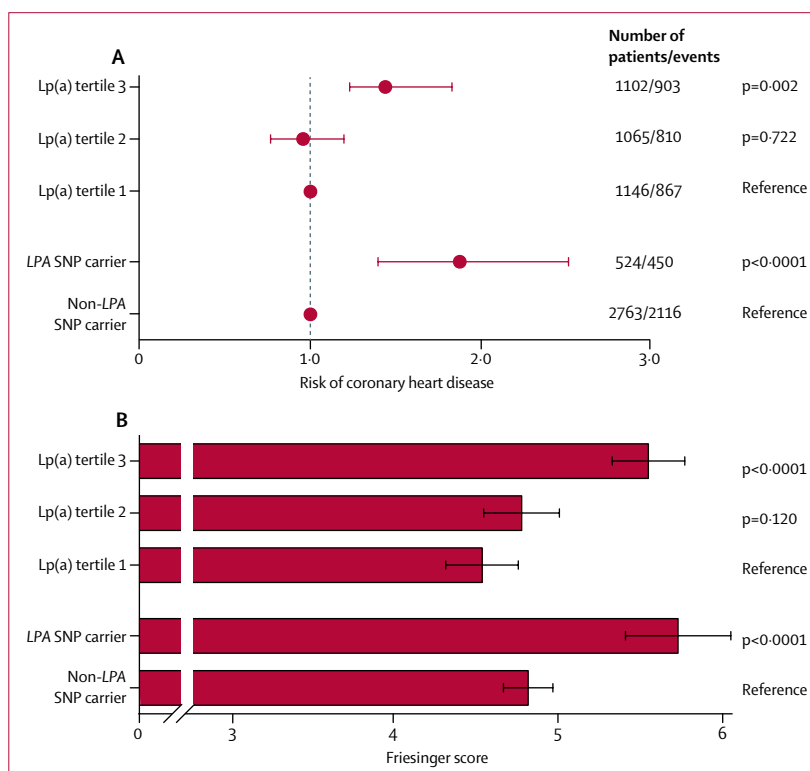 A
Number of
patients/events
Lp(a) tertile 3 1102/903 p=0·002
Lp(a) tertile 2 1065/810 p=0·722
Lp(a) tertile 1 1146/867 Reference
LPA SNP carrier 524/450 p<0·0001
Non-LPA
SNP carrier 2763/2116 Reference
0 1·0 2·0 3·0
Risk of coronary heart disease
B
Lp(a) tertile 3 p<0·0001
Lp(a) tertile 2 p=0·120
Lp(a) tertile 1 Reference
LPA SNP carrier p<0·0001
Non-LPA
SNP carrier Reference
0 3 4 5 6
Friesinger score